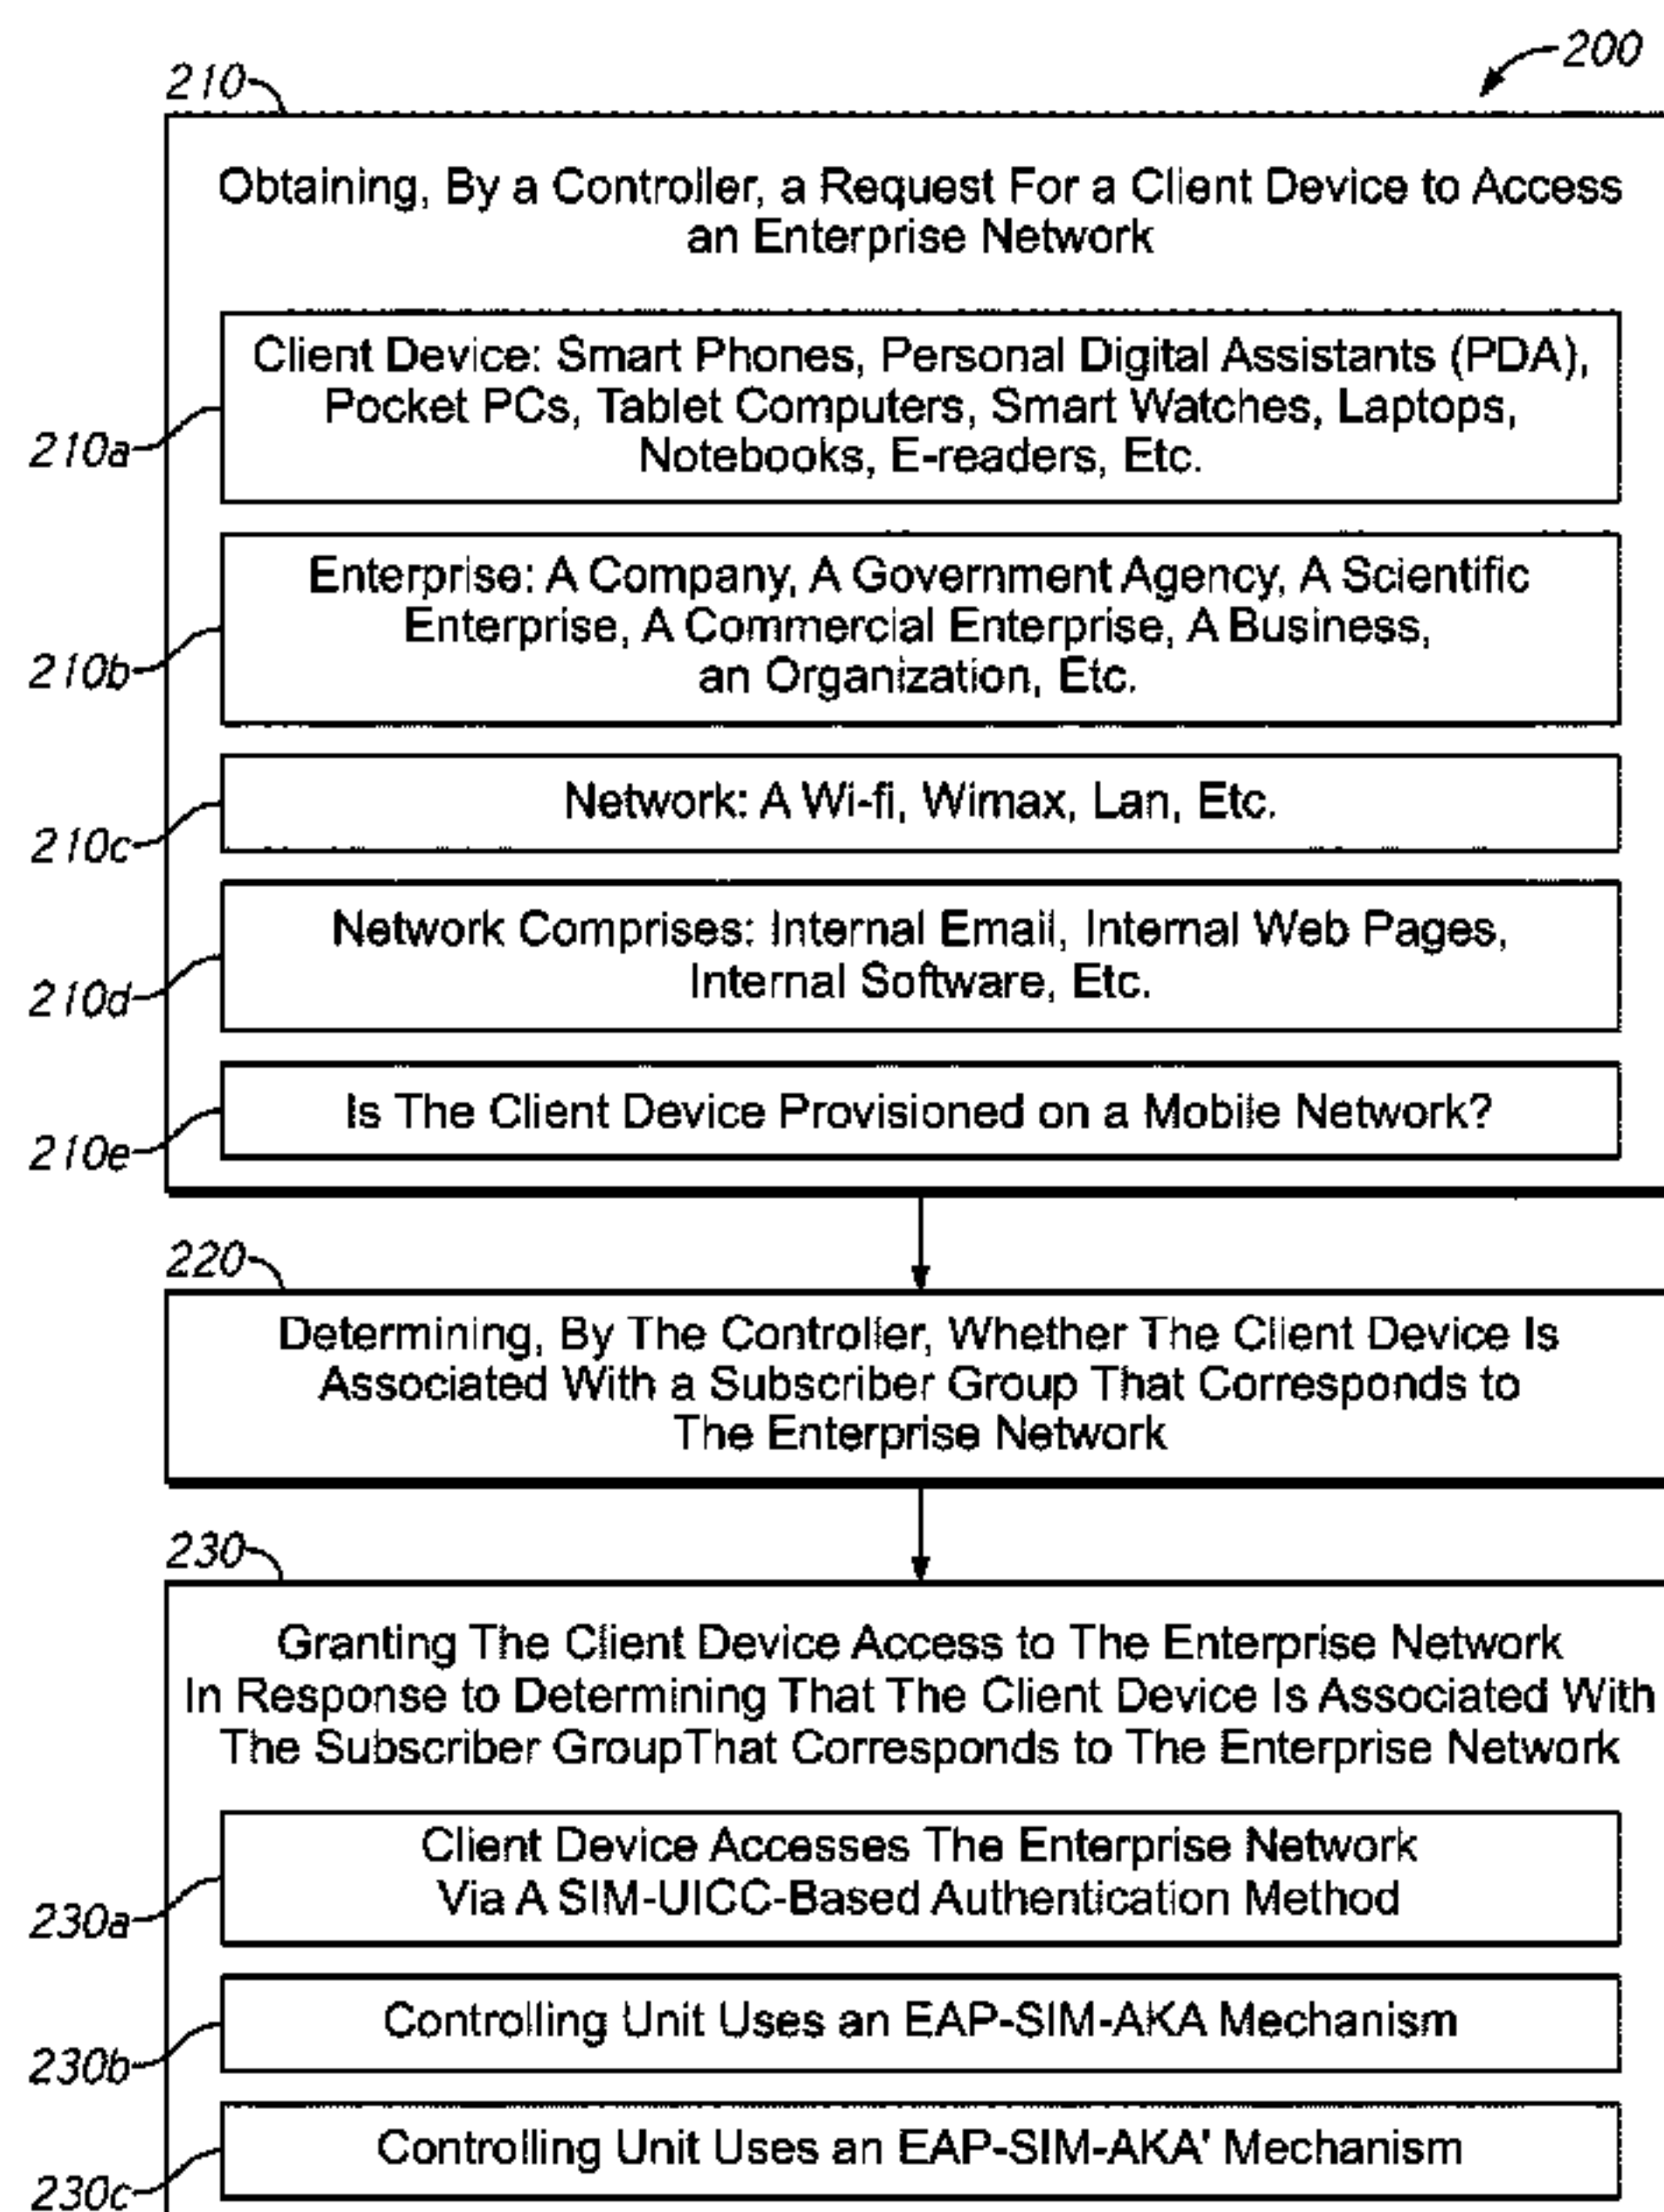 200
210
Obtaining, By a Controller, a Request For a Client Device to Access
an Enterprise Network
210a
Client Device: Smart Phones, Personal Digital Assistants (PDA),
Pocket PCs, Tablet Computers, Smart Watches, Laptops,
Notebooks, E-readers, Etc.
210b
Enterprise: A Company, A Government Agency, A Scientific
Enterprise, A Commercial Enterprise, A Business,
an Organization, Etc.
210c
Network: A Wi-fi, Wimax, Lan, Etc.
210d
Network Comprises: Internal Email, Internal Web Pages,
Internal Software, Etc.
210e
Is The Client Device Provisioned on a Mobile Network?
220
Determining, By The Controller, Whether The Client Device Is
Associated With a Subscriber Group That Corresponds to
The Enterprise Network
230
Granting The Client Device Access to The Enterprise Network
In Response to Determining That The Client Device Is Associated With
The Subscriber GroupThat Corresponds to The Enterprise Network
230a
Client Device Accesses The Enterprise Network
Via A SIM-UICC-Based Authentication Method
230b
Controlling Unit Uses an EAP-SIM-AKA Mechanism
230c
Controlling Unit Uses an EAP-SIM-AKA' Mechanism